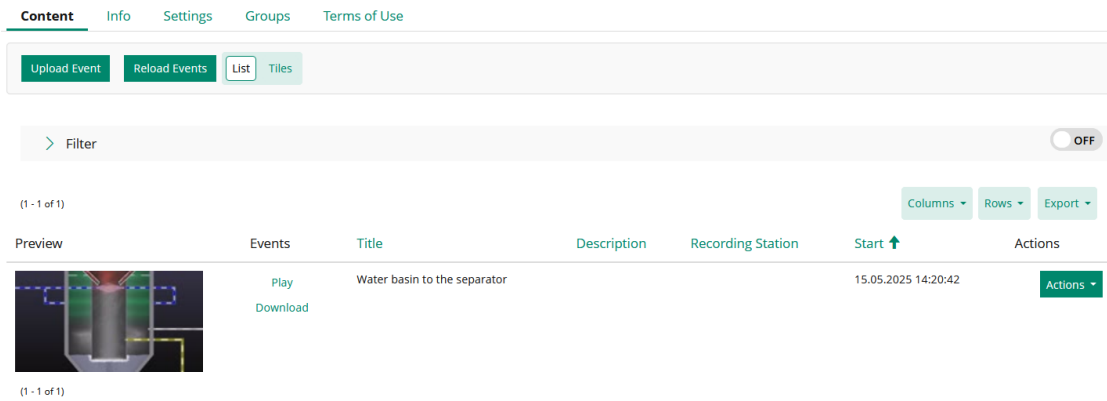 Content Info Settings Groups Terms of Use
Upload Event Reload Events List Tiles
Filter OFF
(1 - 1 of 1) Columns Rows Export
Preview Events Title Description Recording Station Start Actions
Play Water basin to the separator 15.05.2025 14:20:42 Actions
Download
(1 - 1 of 1)